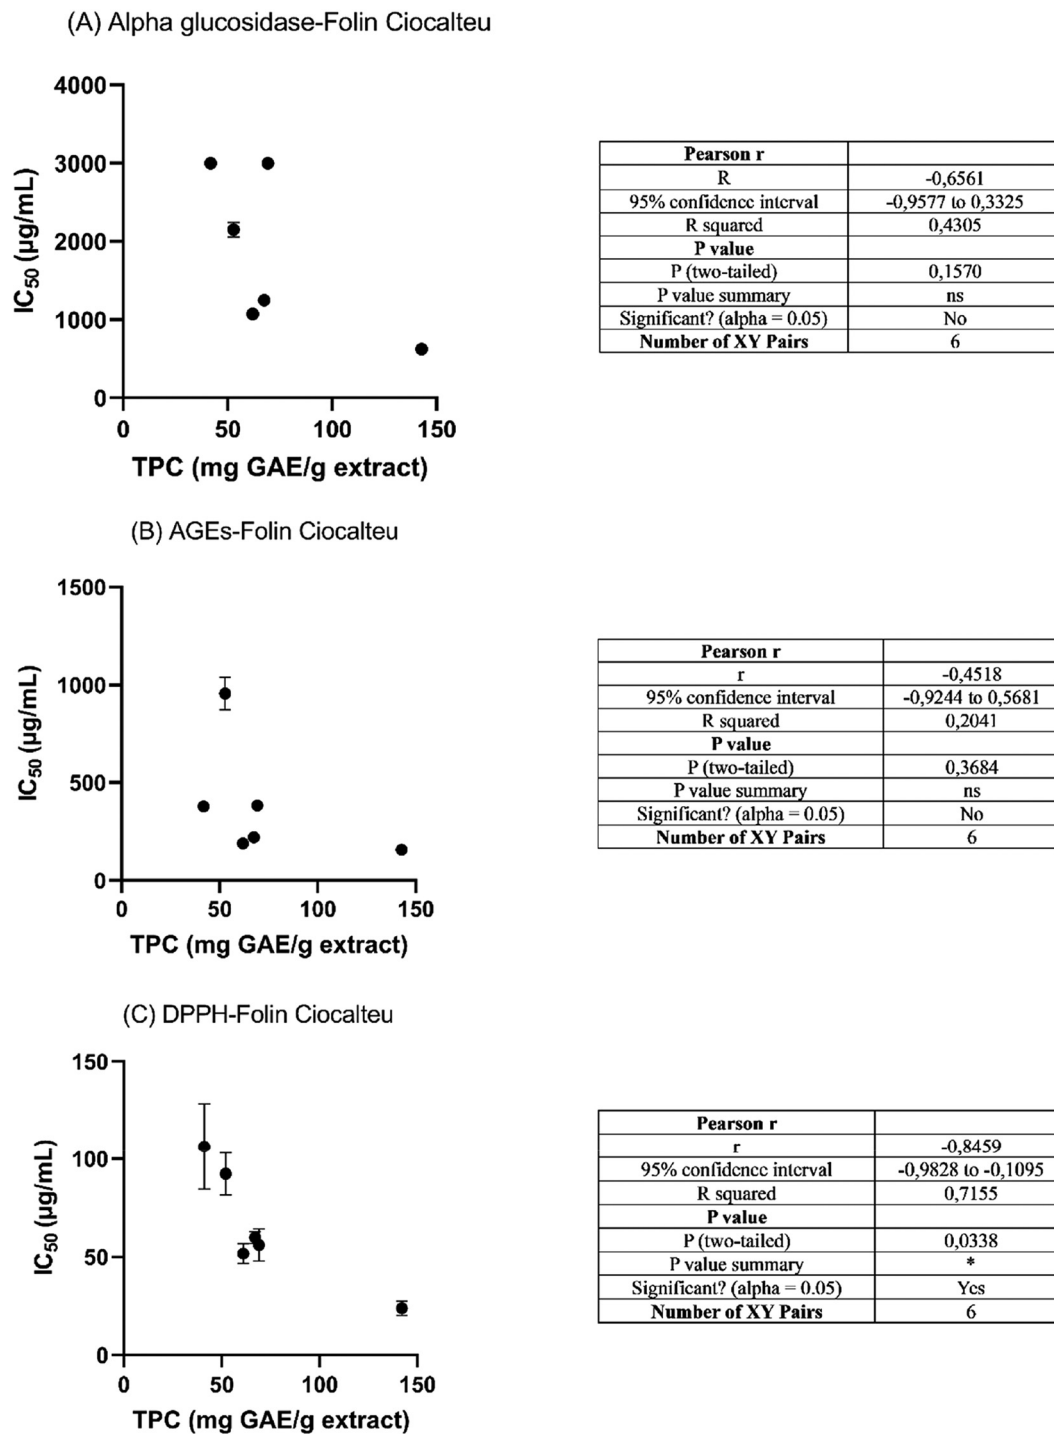 (A) Alpha glucosidase-Folin Ciocalteu
4000
3000
2000
1000
0
IC50 (µg/mL)
0 50 100 150
TPC (mg GAE/g extract)
Pearson r
R -0,6561
95% confidence interval -0,9577 to 0,3325
R squared 0,4305
P value
P (two-tailed) 0,1570
P value summary ns
Significant? (alpha = 0.05) No
Number of XY Pairs 6
(B) AGEs-Folin Ciocalteu
1500
1000
500
0
IC50 (µg/mL)
0 50 100 150
TPC (mg GAE/g extract)
Pearson r
r -0,4518
95% confidence interval -0,9244 to 0,5681
R squared 0,2041
P value
P (two-tailed) 0,3684
P value summary ns
Significant? (alpha = 0.05) No
Number of XY Pairs 6
(C) DPPH-Folin Ciocalteu
150
100
50
0
IC50 (µg/mL)
0 50 100 150
TPC (mg GAE/g extract)
Pearson r
r -0,8459
95% confidence interval -0,9828 to -0,1095
R squared 0,7155
P value
P (two-tailed) 0,0338
P value summary *
Significant? (alpha = 0.05) Yes
Number of XY Pairs 6